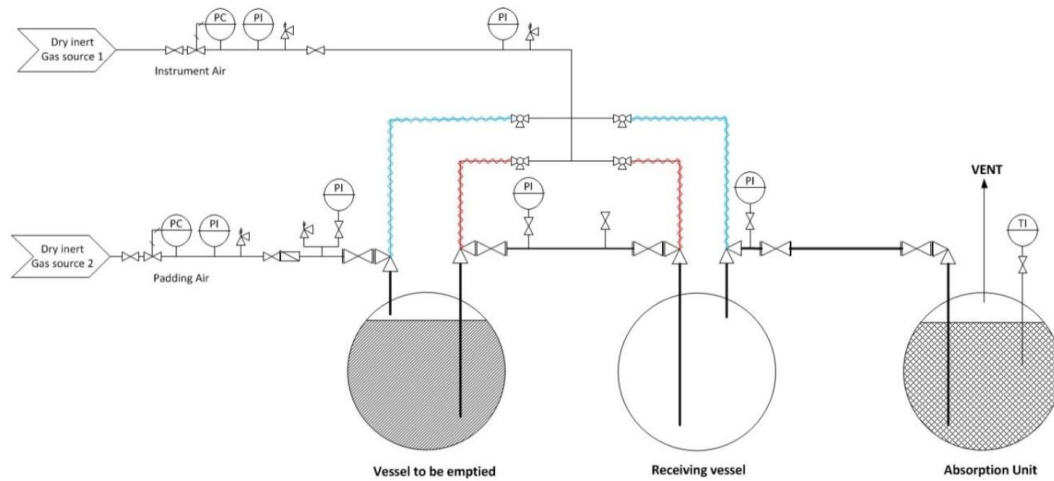 Dry inert
Gas source 1
PC
PI
Instrument Air
PI
VENT
PI
PI
PI
TI
Dry inert
Gas source 2
PC
PI
Padding Air
Vessel to be emptied
Receiving vessel
Absorption Unit